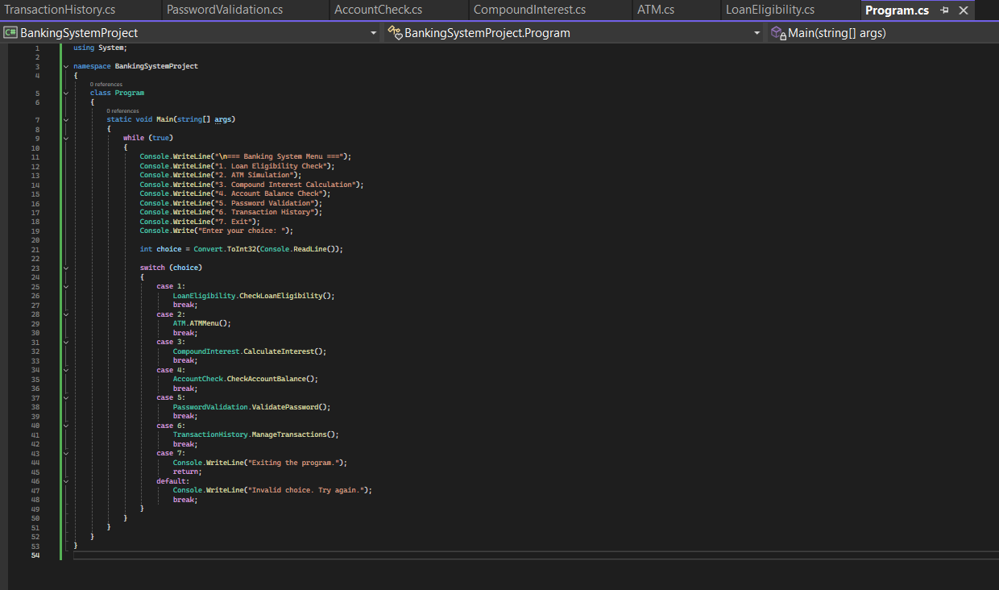 TransactionHistory.cs PasswordValidation.cs AccountCheck.cs CompoundInterest.cs ATM.cs LoanEligibility.cs Program.cs
C# BankingSystemProject BankingSystemProject.Program Main(string[] args)
1 using System;
2
3 namespace BankingSystemProject
4 {
0 references
5 class Program
6 {
0 references
7 static void Main(string[] args)
8 {
9 while (true)
10 {
11 Console.WriteLine("\n=== Banking System Menu ===");
12 Console.WriteLine("1. Loan Eligibility Check");
13 Console.WriteLine("2. ATM Simulation");
14 Console.WriteLine("3. Compound Interest Calculation");
15 Console.WriteLine("4. Account Balance Check");
16 Console.WriteLine("5. Password Validation");
17 Console.WriteLine("6. Transaction History");
18 Console.WriteLine("7. Exit");
19 Console.Write("Enter your choice: ");
20
21 int choice = Convert.ToInt32(Console.ReadLine());
22
23 switch (choice)
24 {
25 case 1:
26 LoanEligibility.CheckLoanEligibility();
27 break;
28 case 2:
29 ATM.ATMMenu();
30 break;
31 case 3:
32 CompoundInterest.CalculateInterest();
33 break;
34 case 4:
35 AccountCheck.CheckAccountBalance();
36 break;
37 case 5:
38 PasswordValidation.ValidatePassword();
39 break;
40 case 6:
41 TransactionHistory.ManageTransactions();
42 break;
43 case 7:
44 Console.WriteLine("Exiting the program.");
45 return;
46 default:
47 Console.WriteLine("Invalid choice. Try again.");
48 break;
49 }
50 }
51 }
52 }
53 }
54